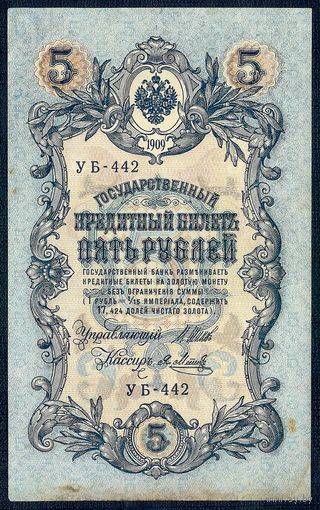 5 5
1909
УБ-442
ГОСУДАРСТВЕННЫЙ
КРЕДИТНЫЙ БИЛЕТЪ
ПЯТЬ РУБЛЕЙ
ГОСУДАРСТВЕННЫЙ БАНКЪ РАЗМѢНИВАЕТЪ
КРЕДИТНЫЕ БИЛЕТЫ НА ЗОЛОТУЮ МОНЕТУ
БЕЗЪ ОГРАНИЧЕНІЯ СУММЫ
(1 РУБЛЬ = 1/15 ИМПЕРІАЛА, СОДЕРЖИТЪ
17,424 ДОЛЕЙ ЧИСТАГО ЗОЛОТА).
Управляющій
Кассиръ
УБ-442
5